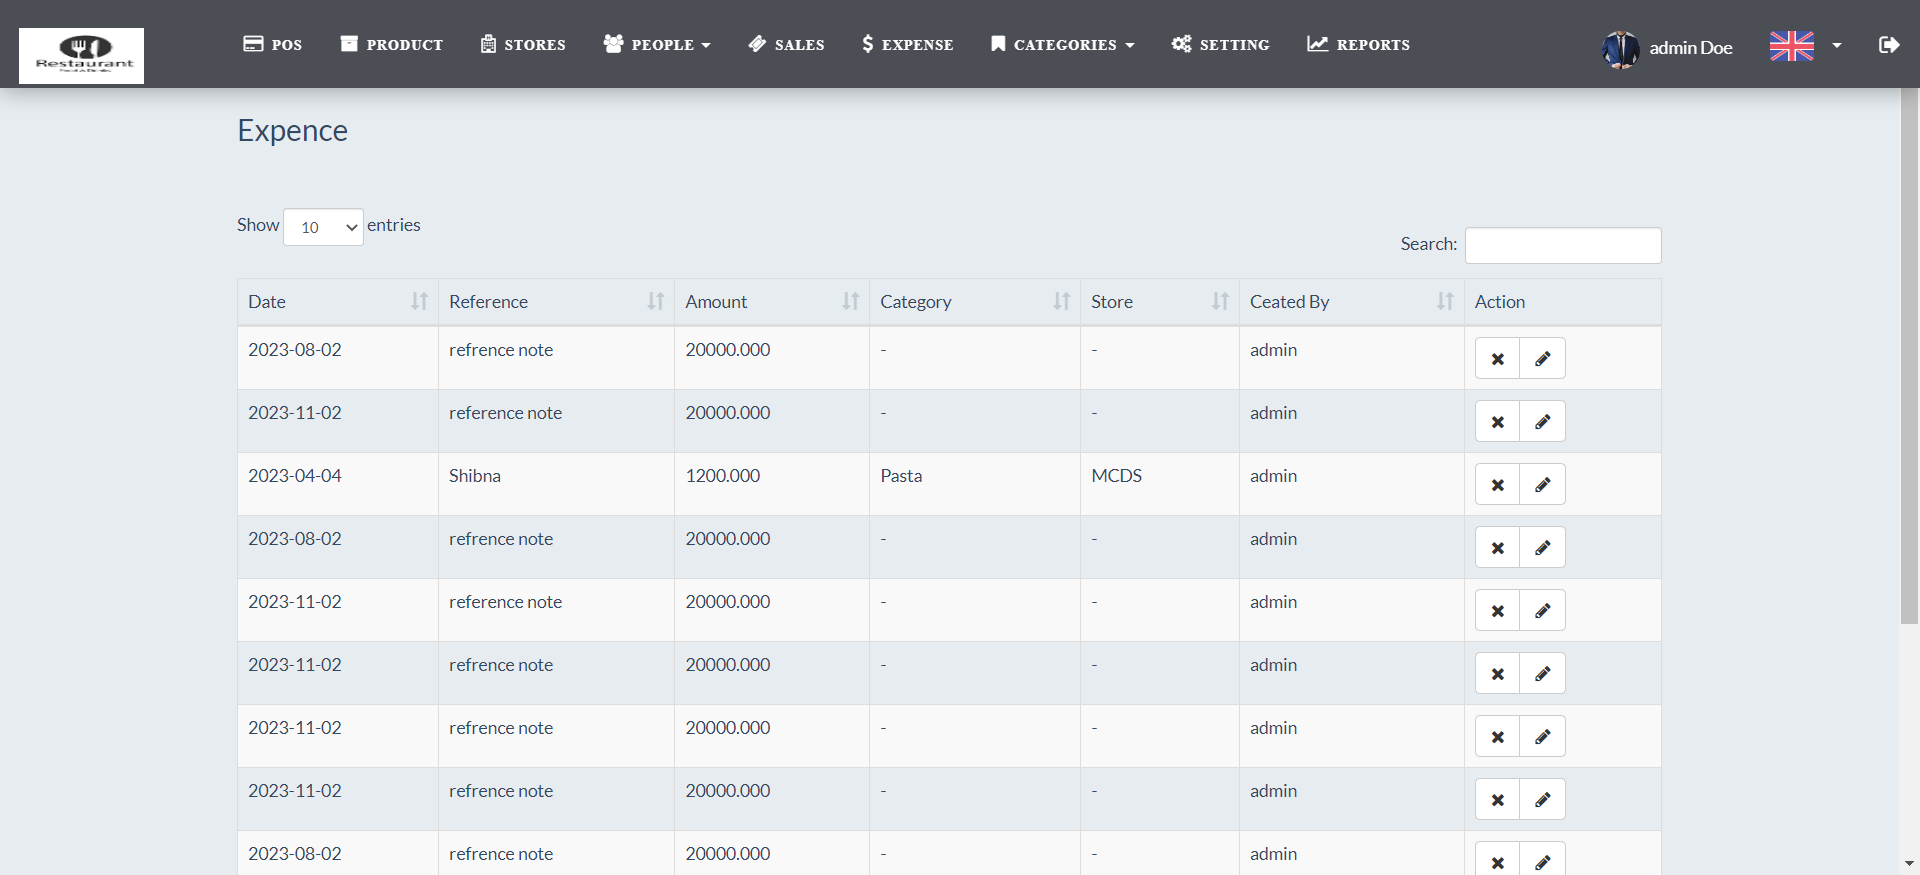 Restaurant
POS PRODUCT STORES PEOPLE SALES EXPENSE CATEGORIES SETTING REPORTS admin Doe
Expence
Show 10 entries
Search:
Date Reference Amount Category Store Ceated By Action
2023-08-02 refrence note 20000.000 - - admin
2023-11-02 reference note 20000.000 - - admin
2023-04-04 Shibna 1200.000 Pasta MCDS admin
2023-08-02 refrence note 20000.000 - - admin
2023-11-02 reference note 20000.000 - - admin
2023-11-02 refrence note 20000.000 - - admin
2023-11-02 refrence note 20000.000 - - admin
2023-11-02 refrence note 20000.000 - - admin
2023-08-02 refrence note 20000.000 - - admin